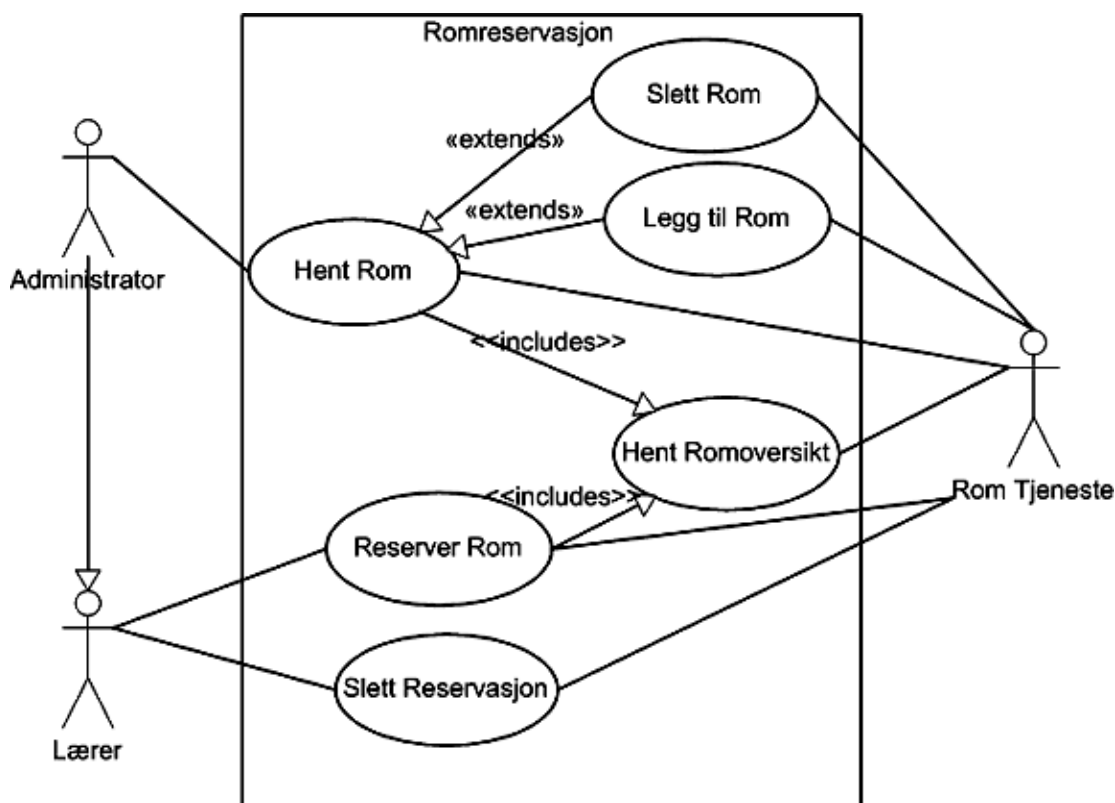 Romreservasjon
Slett Rom
«extends»
«extends»
Legg til Rom
Administrator
Hent Rom
<<includes>>
Hent Romoversikt
Rom Tjeneste
<<includes>>
Reserver Rom
Slett Reservasjon
Lærer